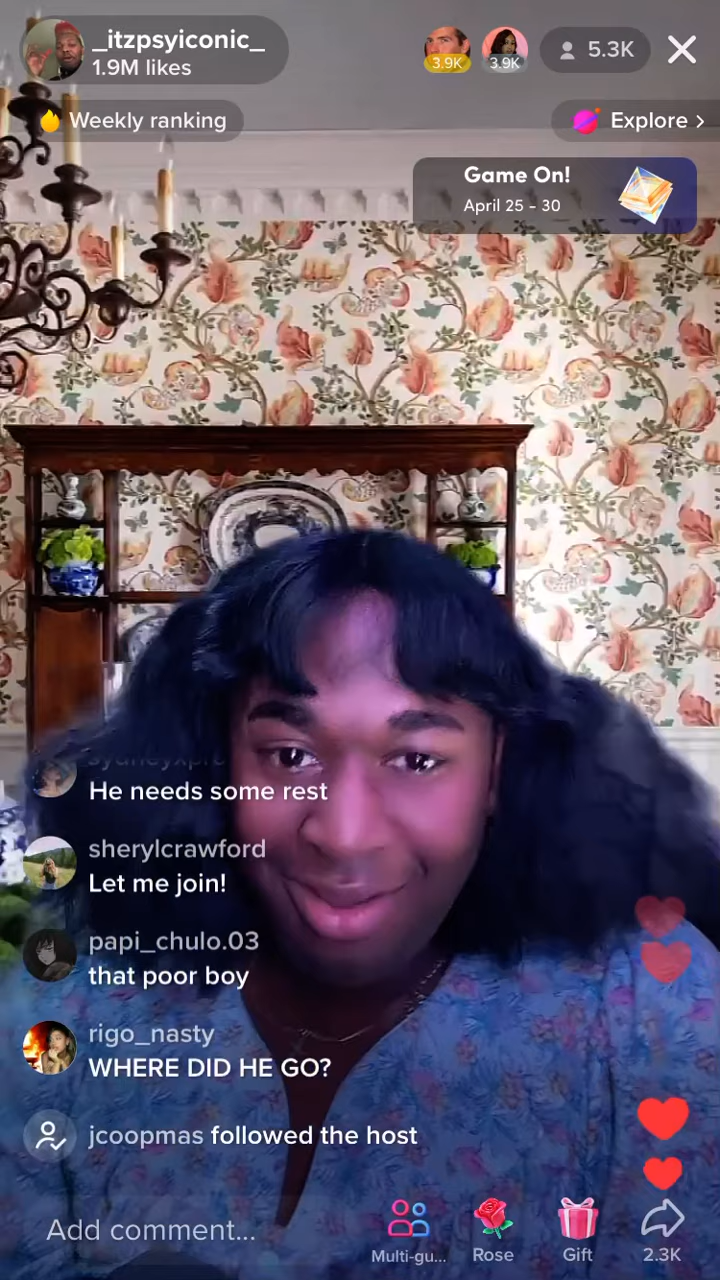 _itzpsyiconic_
1.9M likes
3.9K
3.9K
5.3K
Weekly ranking
Explore >
Game On!
April 25 - 30
He needs some rest
sherylcrawford
Let me join!
papi_chulo.03
that poor boy
rigo_nasty
WHERE DID HE GO?
jcoopmas followed the host
Add comment...
Multi-gu...
Rose
Gift
2.3K